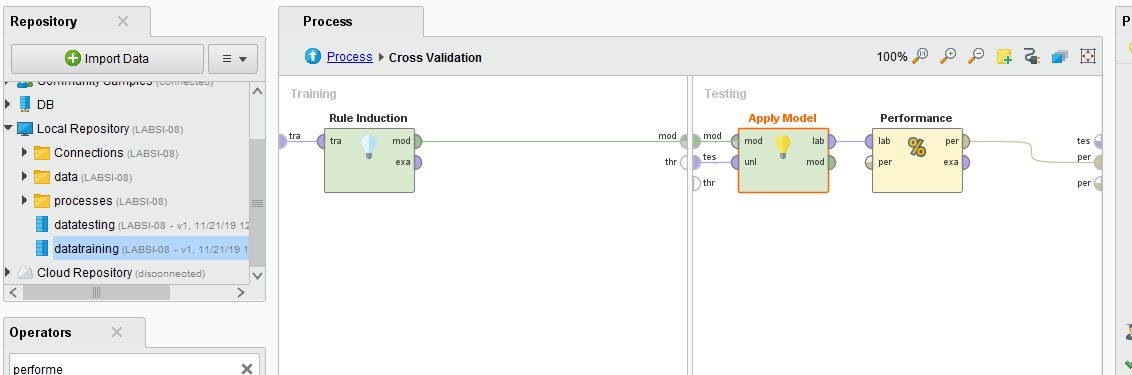 Repository
Import Data
Community Samples (connected)
DB
Local Repository (LABSI-08)
Connections (LABSI-08)
data (LABSI-08)
processes (LABSI-08)
datatesting (LABSI-08 - v1, 11/21/19 12
datatraining (LABSI-08 - v1, 11/21/19 1
Cloud Repository (disconnected)
Operators
performe
Process
Process Cross Validation
100%
Training
Rule Induction
tra tra mod mod
exa thr
Testing
Apply Model Performance
mod mod lab lab per tes
tes unl mod per exa per
thr per
P